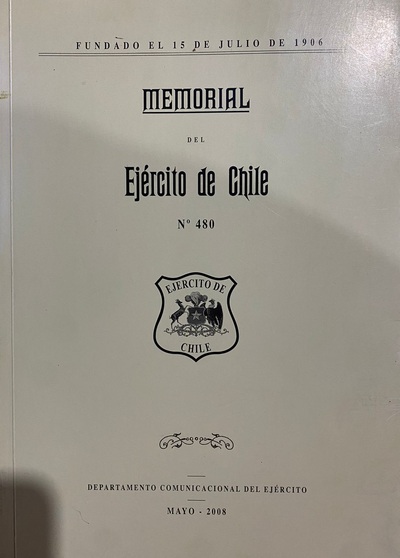 FUNDADO EL 15 DE JULIO DE 1906
MEMORIAL
DEL
Ejército de Chile
Nº 480
EJERCITO DE
CHILE
DEPARTAMENTO COMUNICACIONAL DEL EJÉRCITO
MAYO - 2008